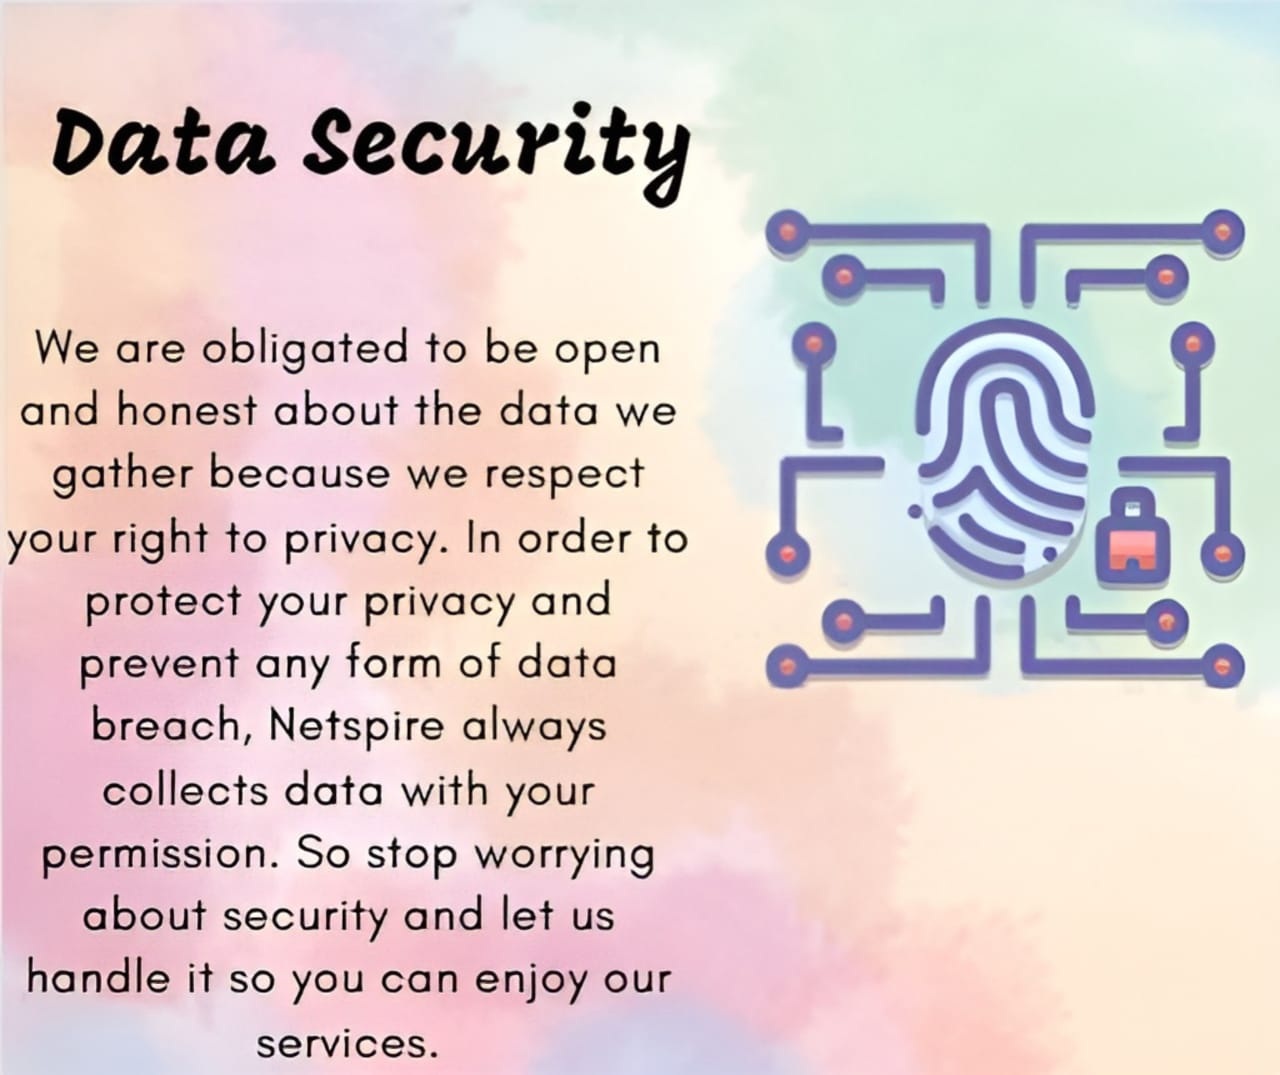 Data Security
We are obligated to be open
and honest about the data we
gather because we respect
your right to privacy. In order to
protect your privacy and
prevent any form of data
breach, Netspire always
collects data with your
permission. So stop worrying
about security and let us
handle it so you can enjoy our
services.